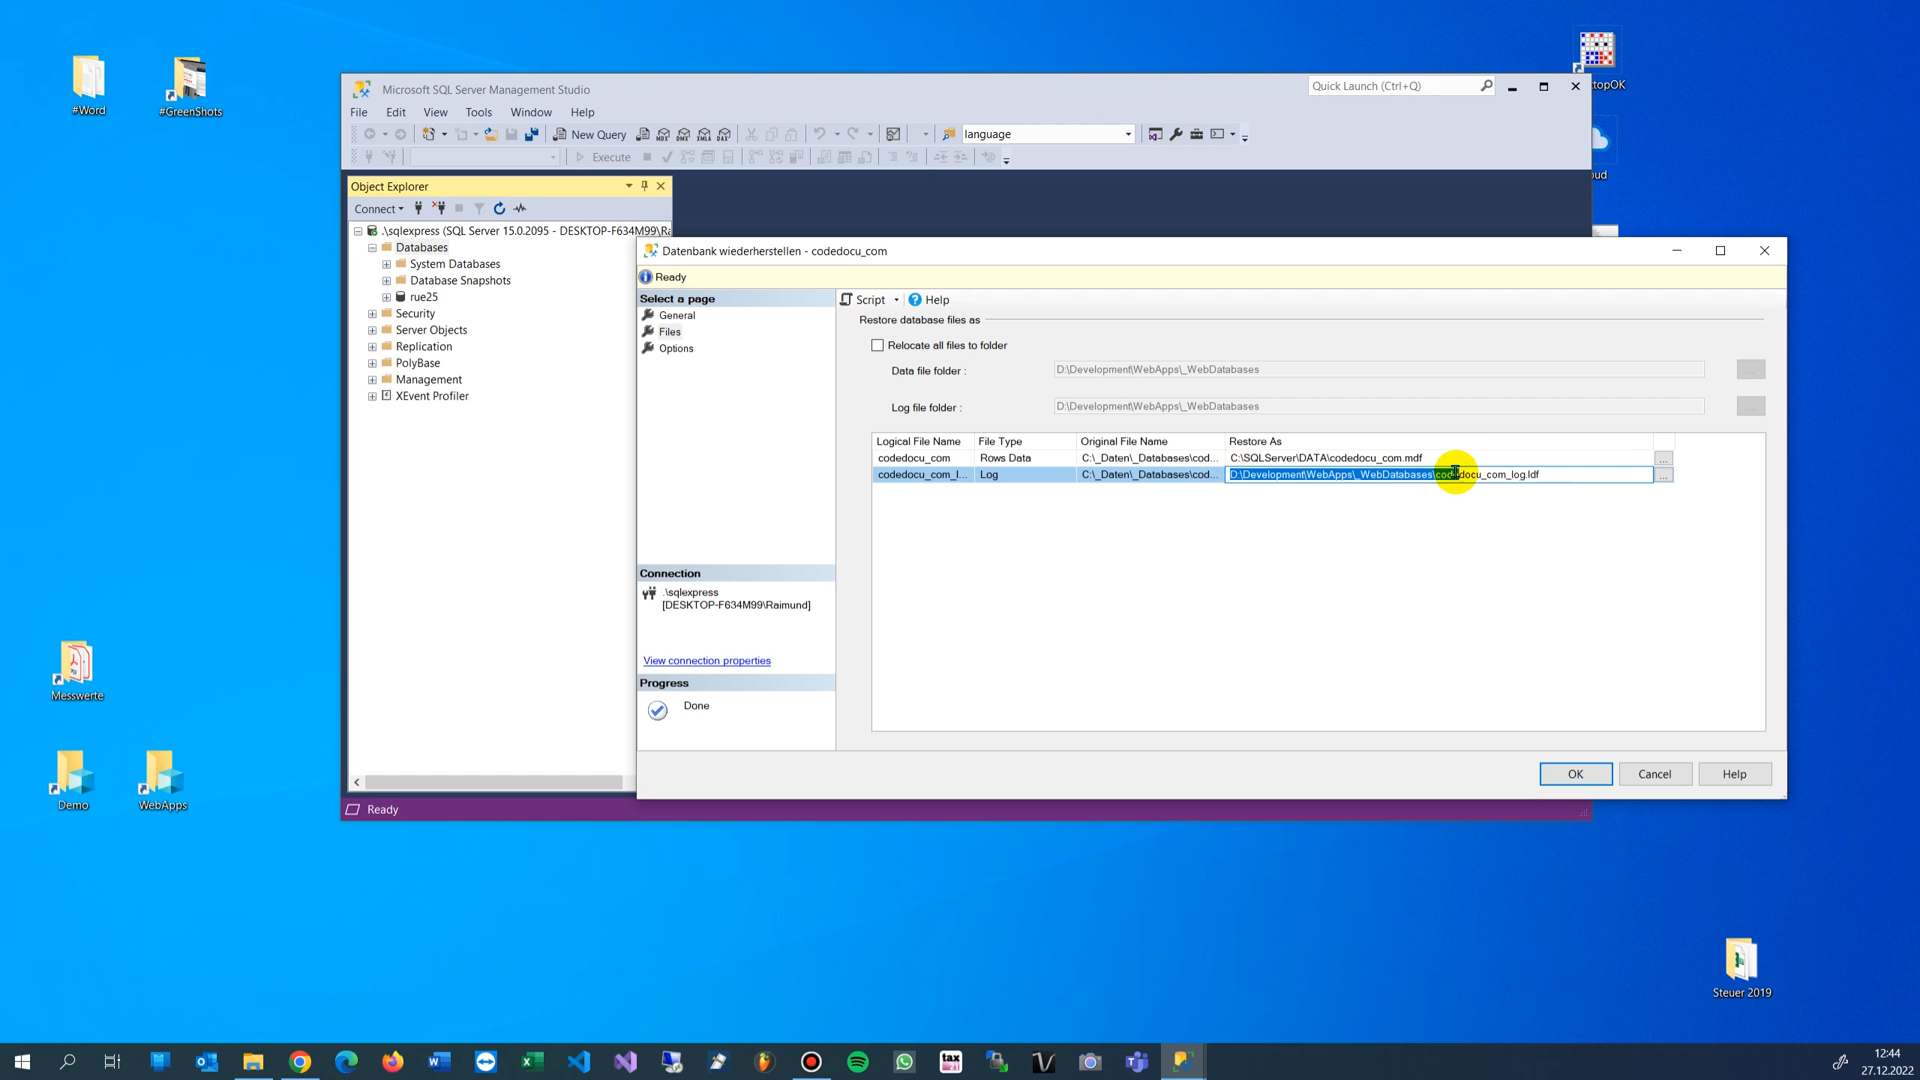 #Word
#GreenShots
topOK
oud
Microsoft SQL Server Management Studio
Quick Launch (Ctrl+Q)
File Edit View Tools Window Help
New Query
MDX DMX XMLA DAX
language
Execute
Object Explorer
Connect
.\sqlexpress (SQL Server 15.0.2095 - DESKTOP-F634M99\Ra
Databases
System Databases
Database Snapshots
rue25
Security
Server Objects
Replication
PolyBase
Management
XEvent Profiler
Datenbank wiederherstellen - codedocu_com
Ready
Select a page
General
Files
Options
Script Help
Restore database files as
Relocate all files to folder
Data file folder : D:\Development\WebApps\_WebDatabases
Log file folder : D:\Development\WebApps\_WebDatabases
Logical File Name File Type Original File Name Restore As
codedocu_com Rows Data C:\_Daten\_Databases\cod... C:\SQLServer\DATA\codedocu_com.mdf ...
codedocu_com_l... Log C:\_Daten\_Databases\cod... D:\Development\WebApps\_WebDatabases\codedocu_com_log.ldf ...
Connection
.\sqlexpress
[DESKTOP-F634M99\Raimund]
View connection properties
Progress
Done
OK Cancel Help
Ready
Messwerte
Demo
WebApps
Steuer 2019
tax
12:44
27.12.2022